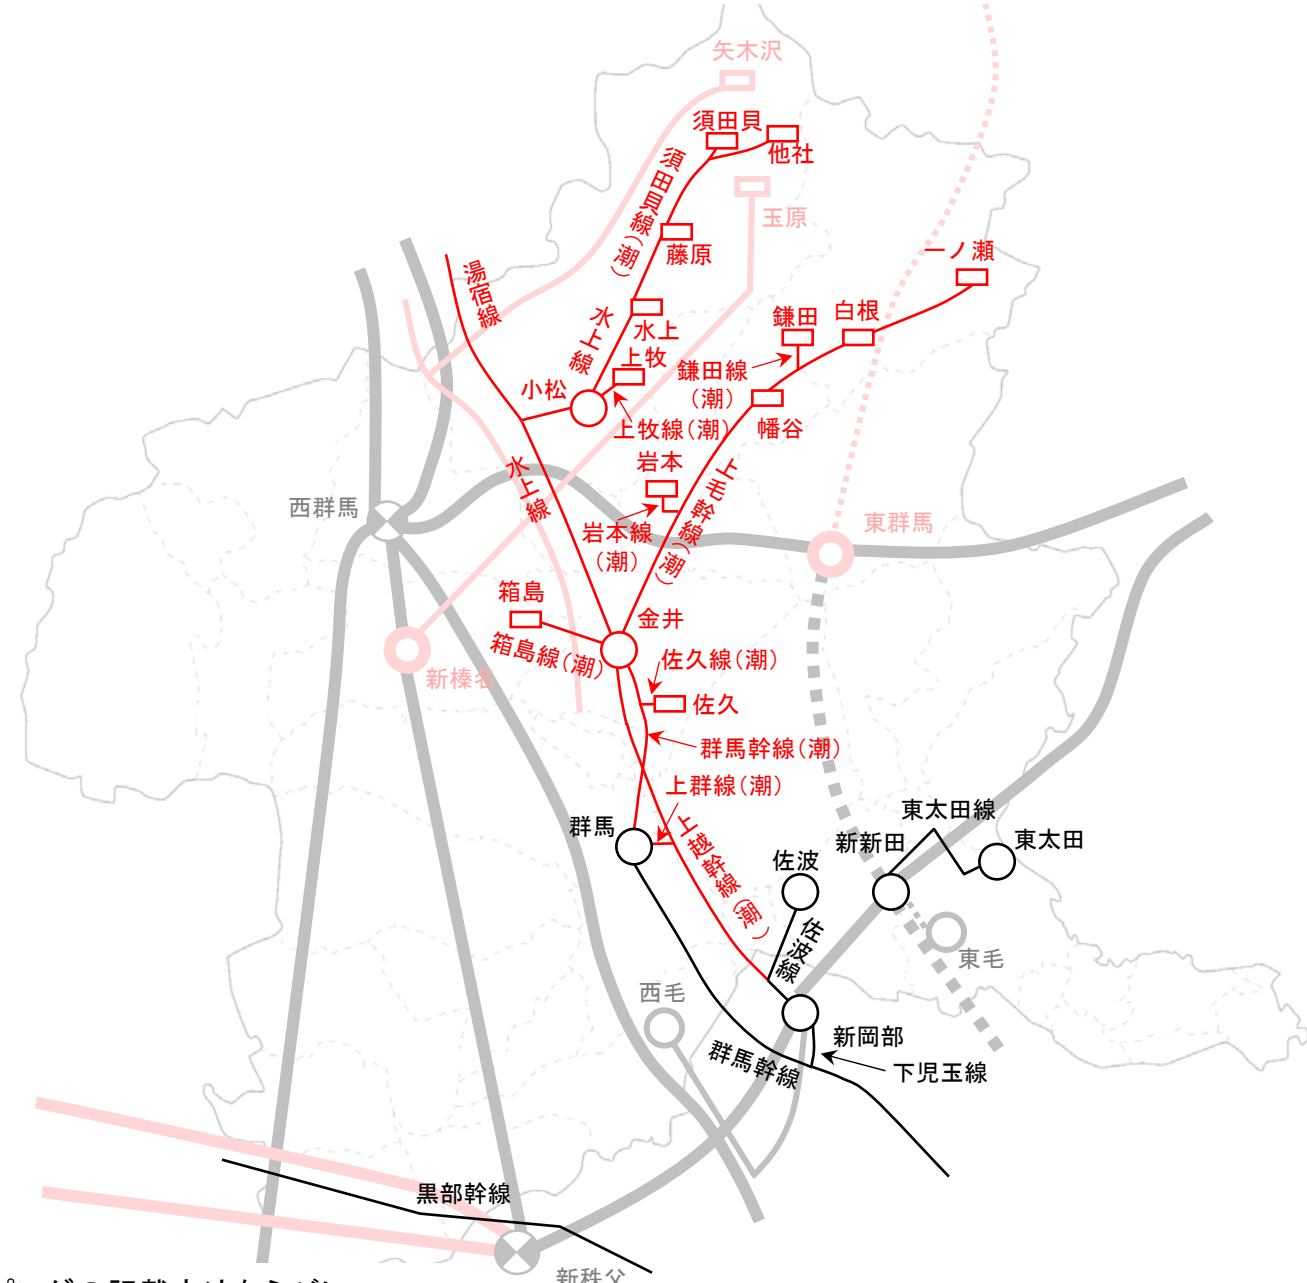 矢木沢
須田貝
他社
須田貝線(潮)
玉原
藤原
一ノ瀬
湯宿線
水上線
水上
鎌田
白根
上牧
鎌田線
(潮)
小松
上牧線(潮)
幡谷
水上線
岩本
上毛幹線(潮)
西群馬
岩本線
(潮)
東群馬
箱島
金井
箱島線(潮)
佐久線(潮)
新榛名
佐久
群馬幹線(潮)
上群線(潮)
群馬
上越幹線(潮)
東太田線
新新田
東太田
佐波
佐波線
東毛
西毛
新岡部
群馬幹線
下児玉線
黒部幹線
新秩父